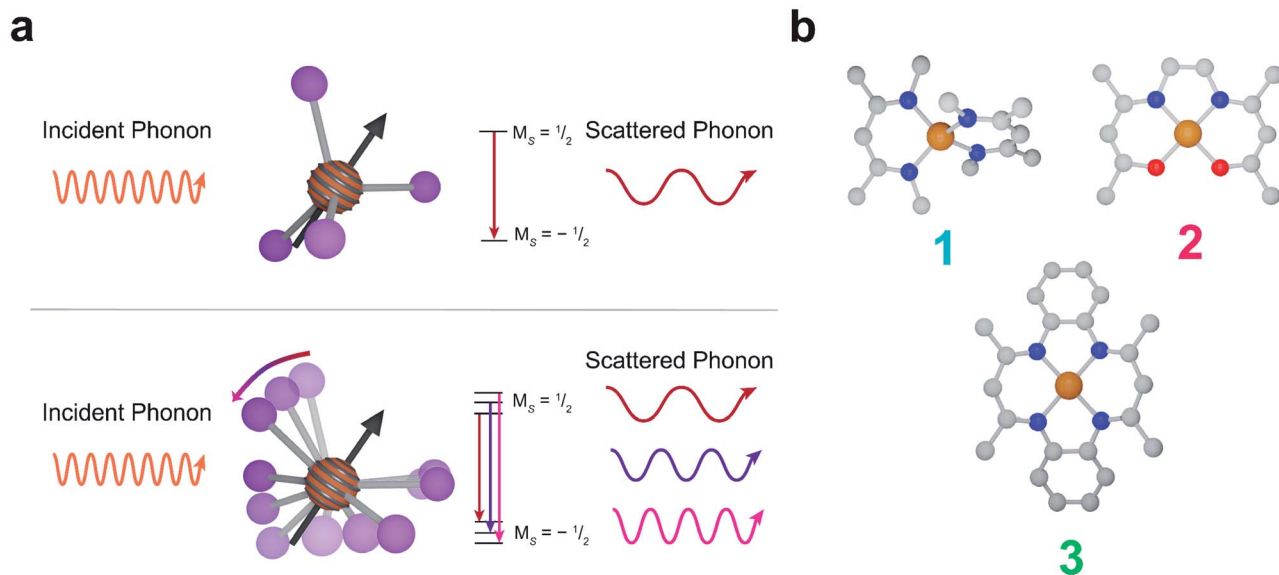 a
b
Incident Phonon
M_S = 1/2
Scattered Phonon
M_S = – 1/2
1
2
Scattered Phonon
Incident Phonon
M_S = 1/2
M_S = – 1/2
3